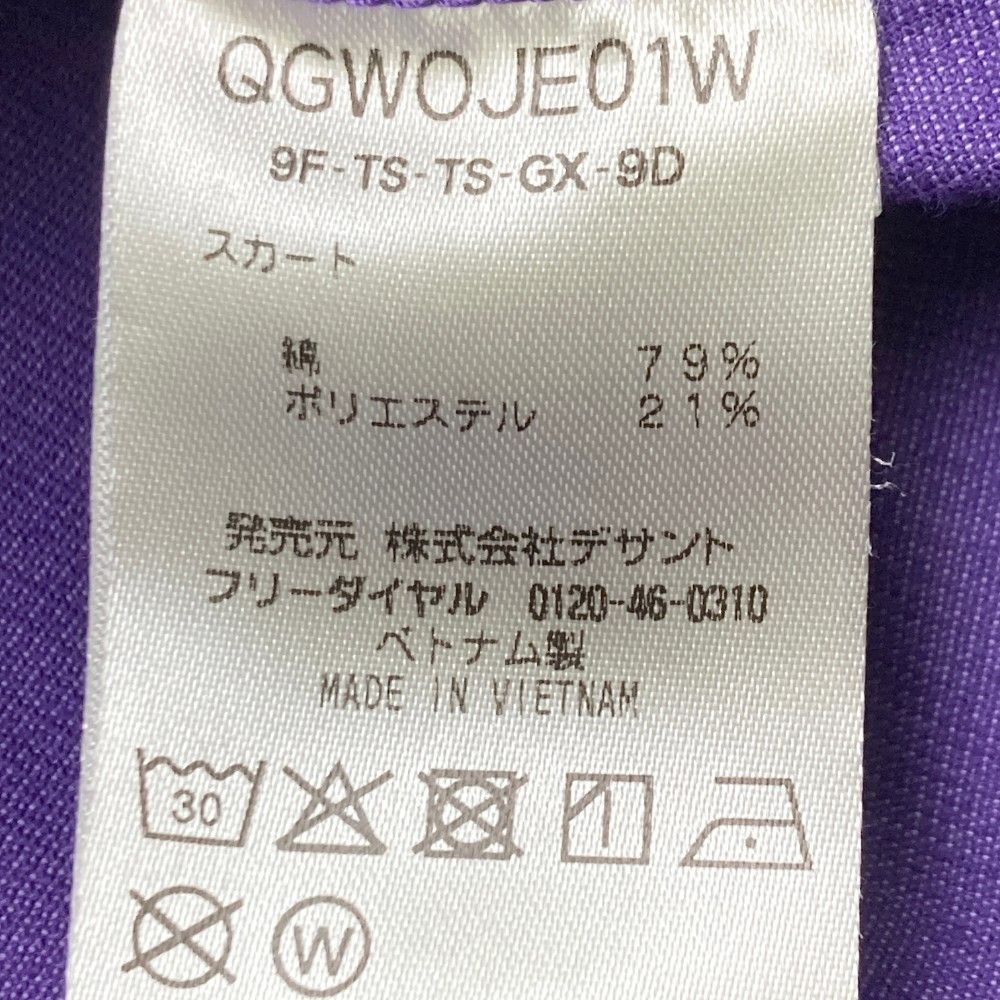 QGWOJE01W
9F-TS-TS-GX-9D
スカート
綿 79%
ポリエステル 21%
発売元 株式会社デサント
フリーダイヤル 0120-46-0310
ベトナム製
MADE IN VIETNAM
30
W